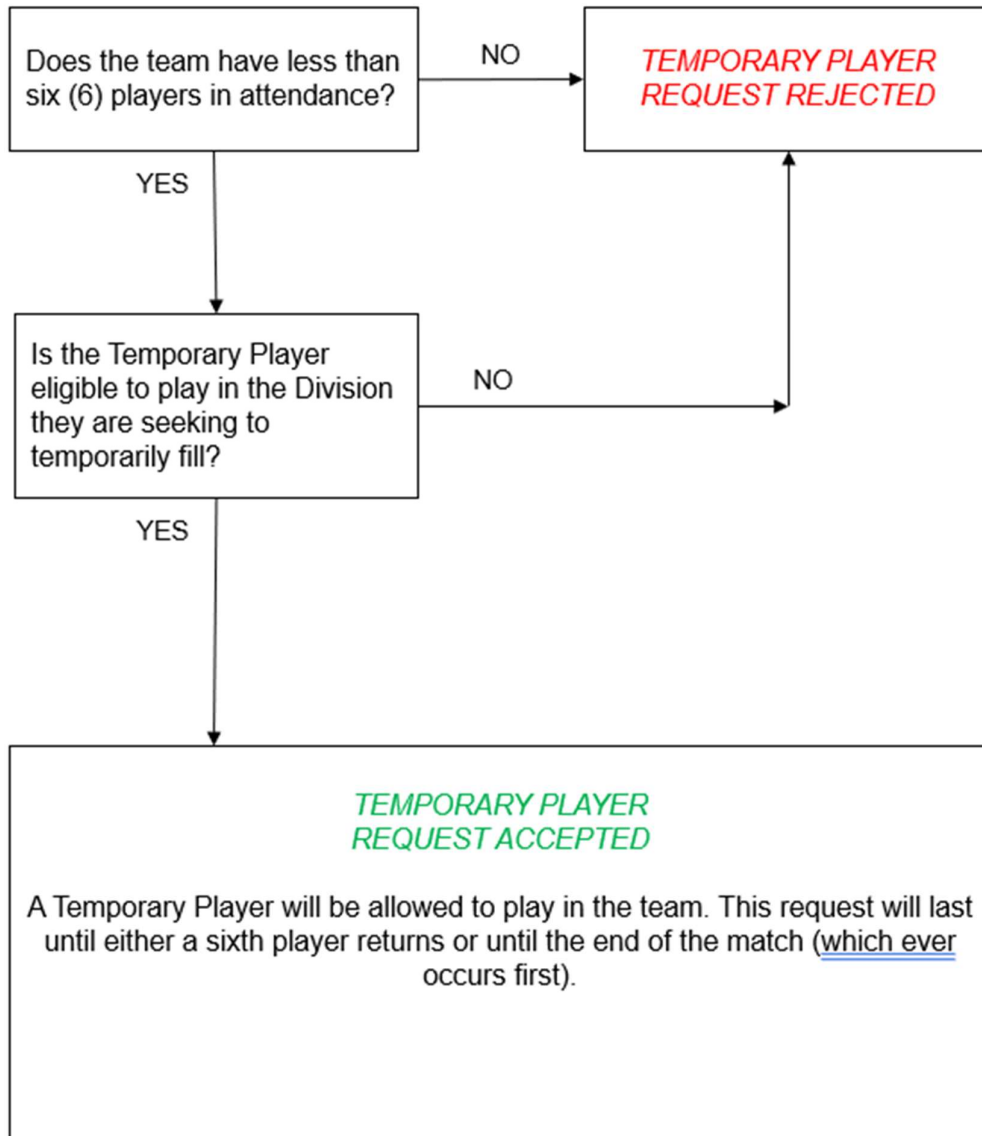 Does the team have less than
six (6) players in attendance?
NO
TEMPORARY PLAYER
REQUEST REJECTED
YES
Is the Temporary Player
eligible to play in the Division
they are seeking to
temporarily fill?
NO
YES
TEMPORARY PLAYER
REQUEST ACCEPTED
A Temporary Player will be allowed to play in the team. This request will last
until either a sixth player returns or until the end of the match (which ever
occurs first).